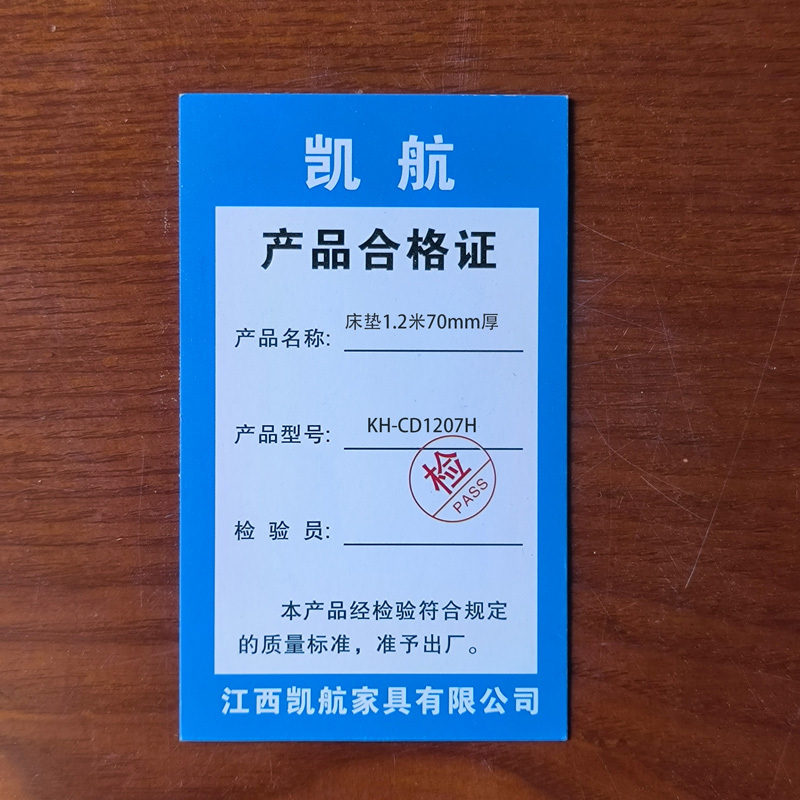 凯航
产品合格证
产品名称: 床垫1.2米70mm厚
产品型号: KH-CD1207H
检
PASS
检验员:
本产品经检验符合规定
的质量标准，准予出厂。
江西凯航家具有限公司